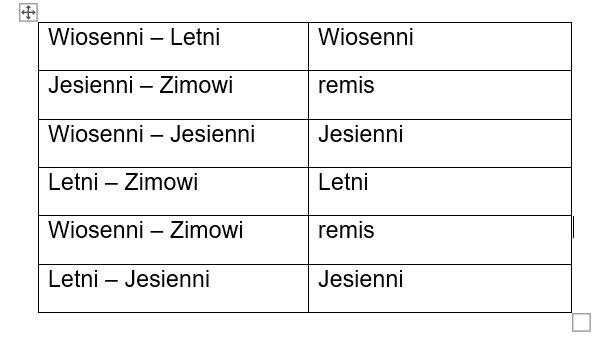 Wiosenni – Letni Wiosenni
Jesienni – Zimowi remis
Wiosenni – Jesienni Jesienni
Letni – Zimowi Letni
Wiosenni – Zimowi remis
Letni – Jesienni Jesienni